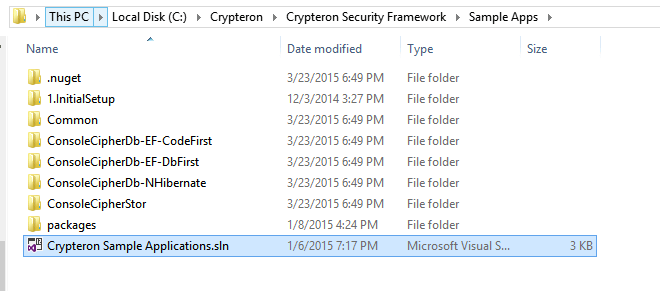 This PC Local Disk (C:) Crypteron Crypteron Security Framework Sample Apps
Name Date modified Type Size
.nuget 3/23/2015 6:49 PM File folder
1.InitialSetup 12/3/2014 3:27 PM File folder
Common 3/23/2015 6:49 PM File folder
ConsoleCipherDb-EF-CodeFirst 3/23/2015 6:49 PM File folder
ConsoleCipherDb-EF-DbFirst 3/23/2015 6:49 PM File folder
ConsoleCipherDb-NHibernate 3/23/2015 6:49 PM File folder
ConsoleCipherStor 3/23/2015 6:49 PM File folder
packages 1/8/2015 4:24 PM File folder
Crypteron Sample Applications.sln 1/6/2015 7:17 PM Microsoft Visual S... 3 KB